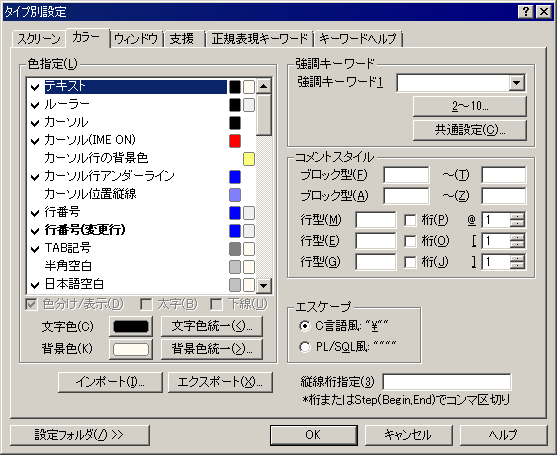 タイプ別設定
スクリーン カラー ウィンドウ 支援 正規表現キーワード キーワードヘルプ
色指定(L)
テキスト
ルーラー
カーソル
カーソル(IME ON)
カーソル行の背景色
カーソル行アンダーライン
カーソル位置縦線
行番号
行番号(変更行)
TAB記号
半角空白
日本語空白
色分け/表示(D) 太字(B) 下線(U)
文字色(C) 文字色統一(<)...
背景色(K) 背景色統一(>)...
インポート(I)... エクスポート(X)...
強調キーワード
強調キーワード1
2～10...
共通設定(Q)...
コメントスタイル
ブロック型(F) ～(T)
ブロック型(A) ～(Z)
行型(M) 桁(P) @ 1
行型(E) 桁(O) [ 1
行型(G) 桁(J) ] 1
エスケープ
C言語風: "¥""
PL/SQL風: """"
縦線桁指定(3)
*桁またはStep(Begin,End)でコンマ区切り
設定フォルダ(/) >> OK キャンセル ヘルプ